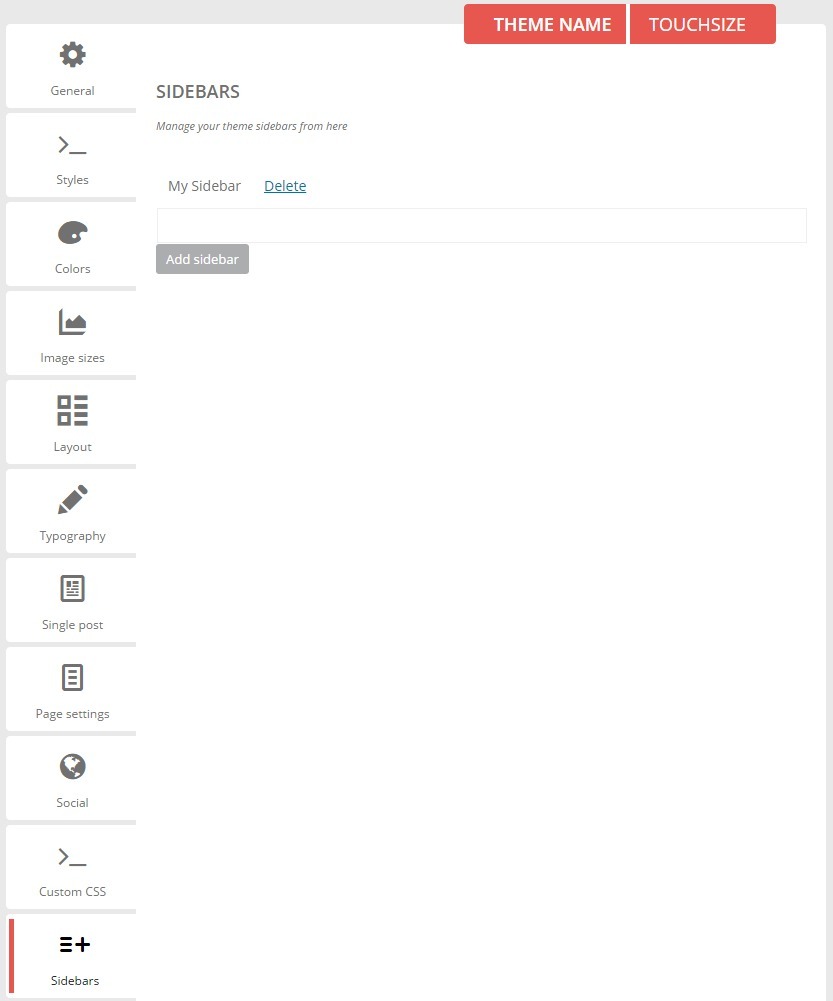 THEME NAME TOUCHSIZE
General
Styles
Colors
Image sizes
Layout
Typography
Single post
Page settings
Social
Custom CSS
Sidebars
SIDEBARS
Manage your theme sidebars from here
My Sidebar Delete
Add sidebar